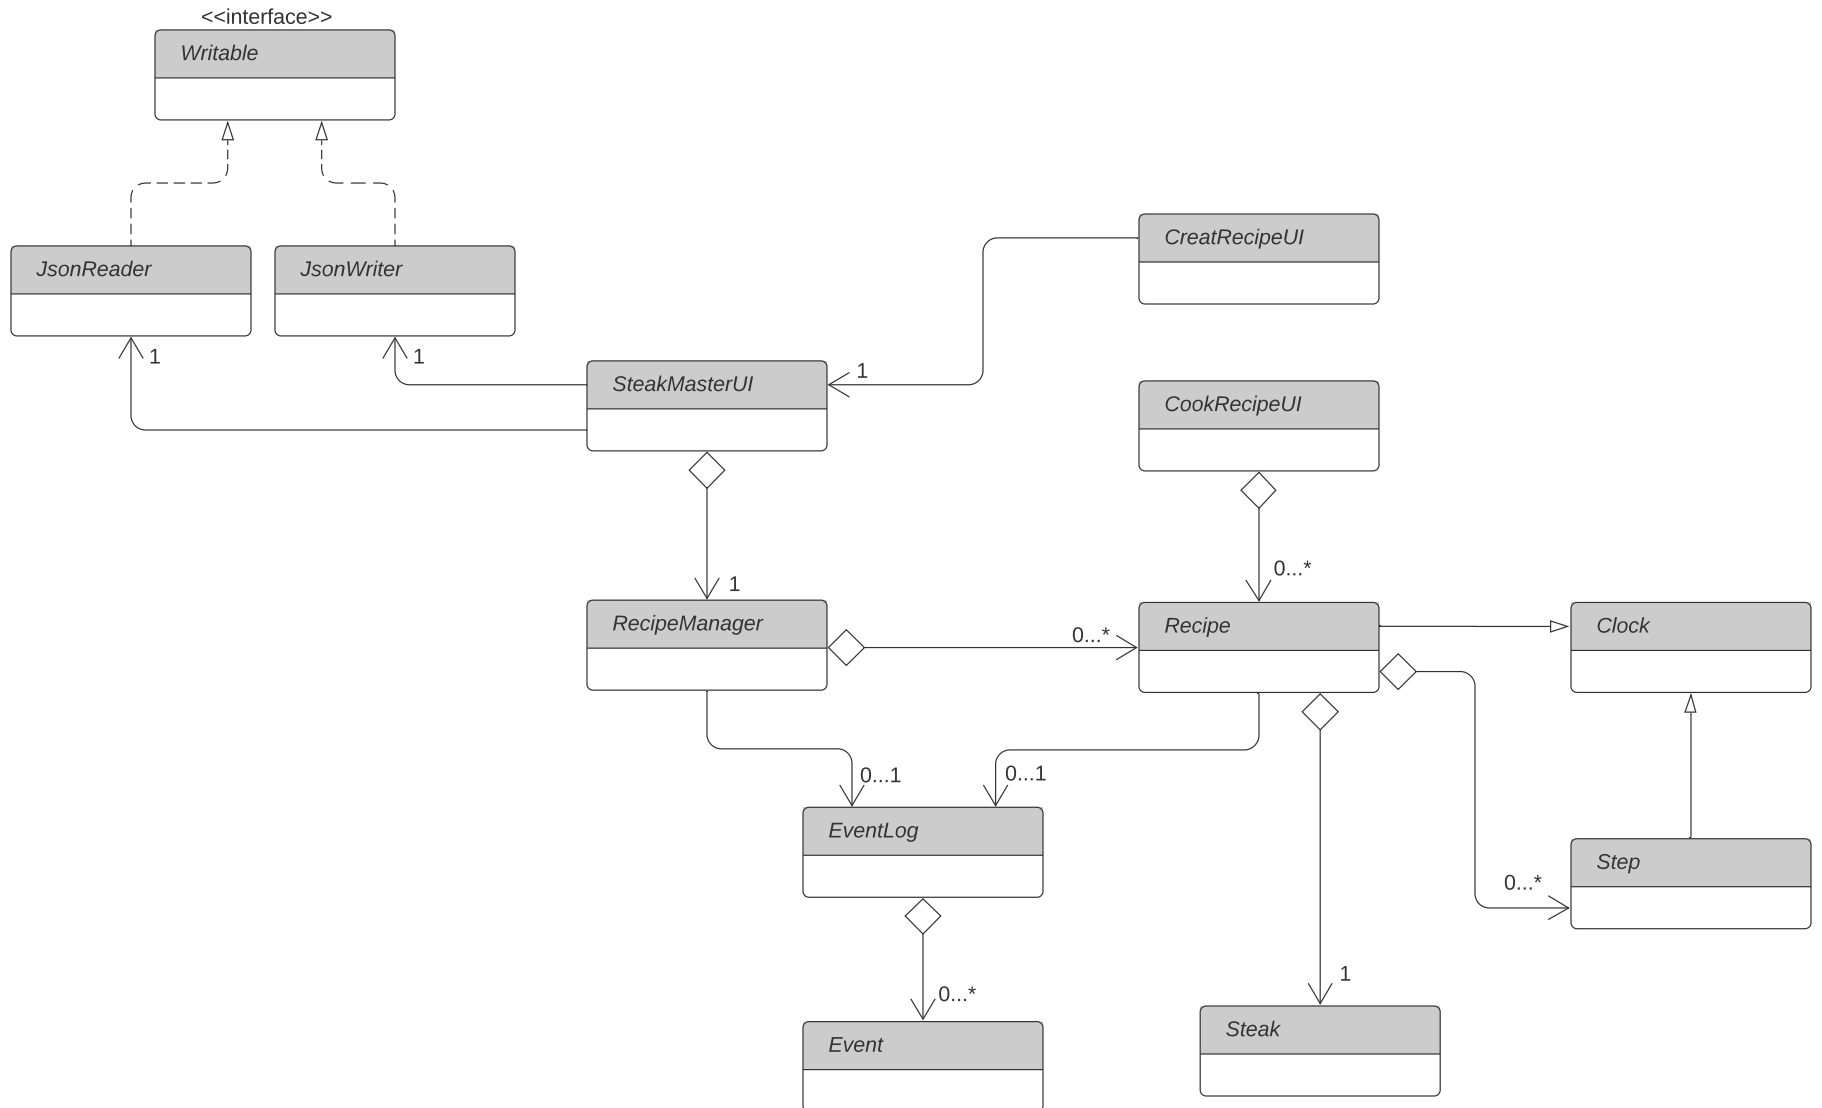 <<interface>>
Writable
JsonReader
JsonWriter
CreatRecipeUI
1
1
SteakMasterUI
1
CookRecipeUI
1
0...*
RecipeManager
0...*
Recipe
Clock
0...1
0...1
EventLog
Step
0...*
0...*
1
Event
Steak